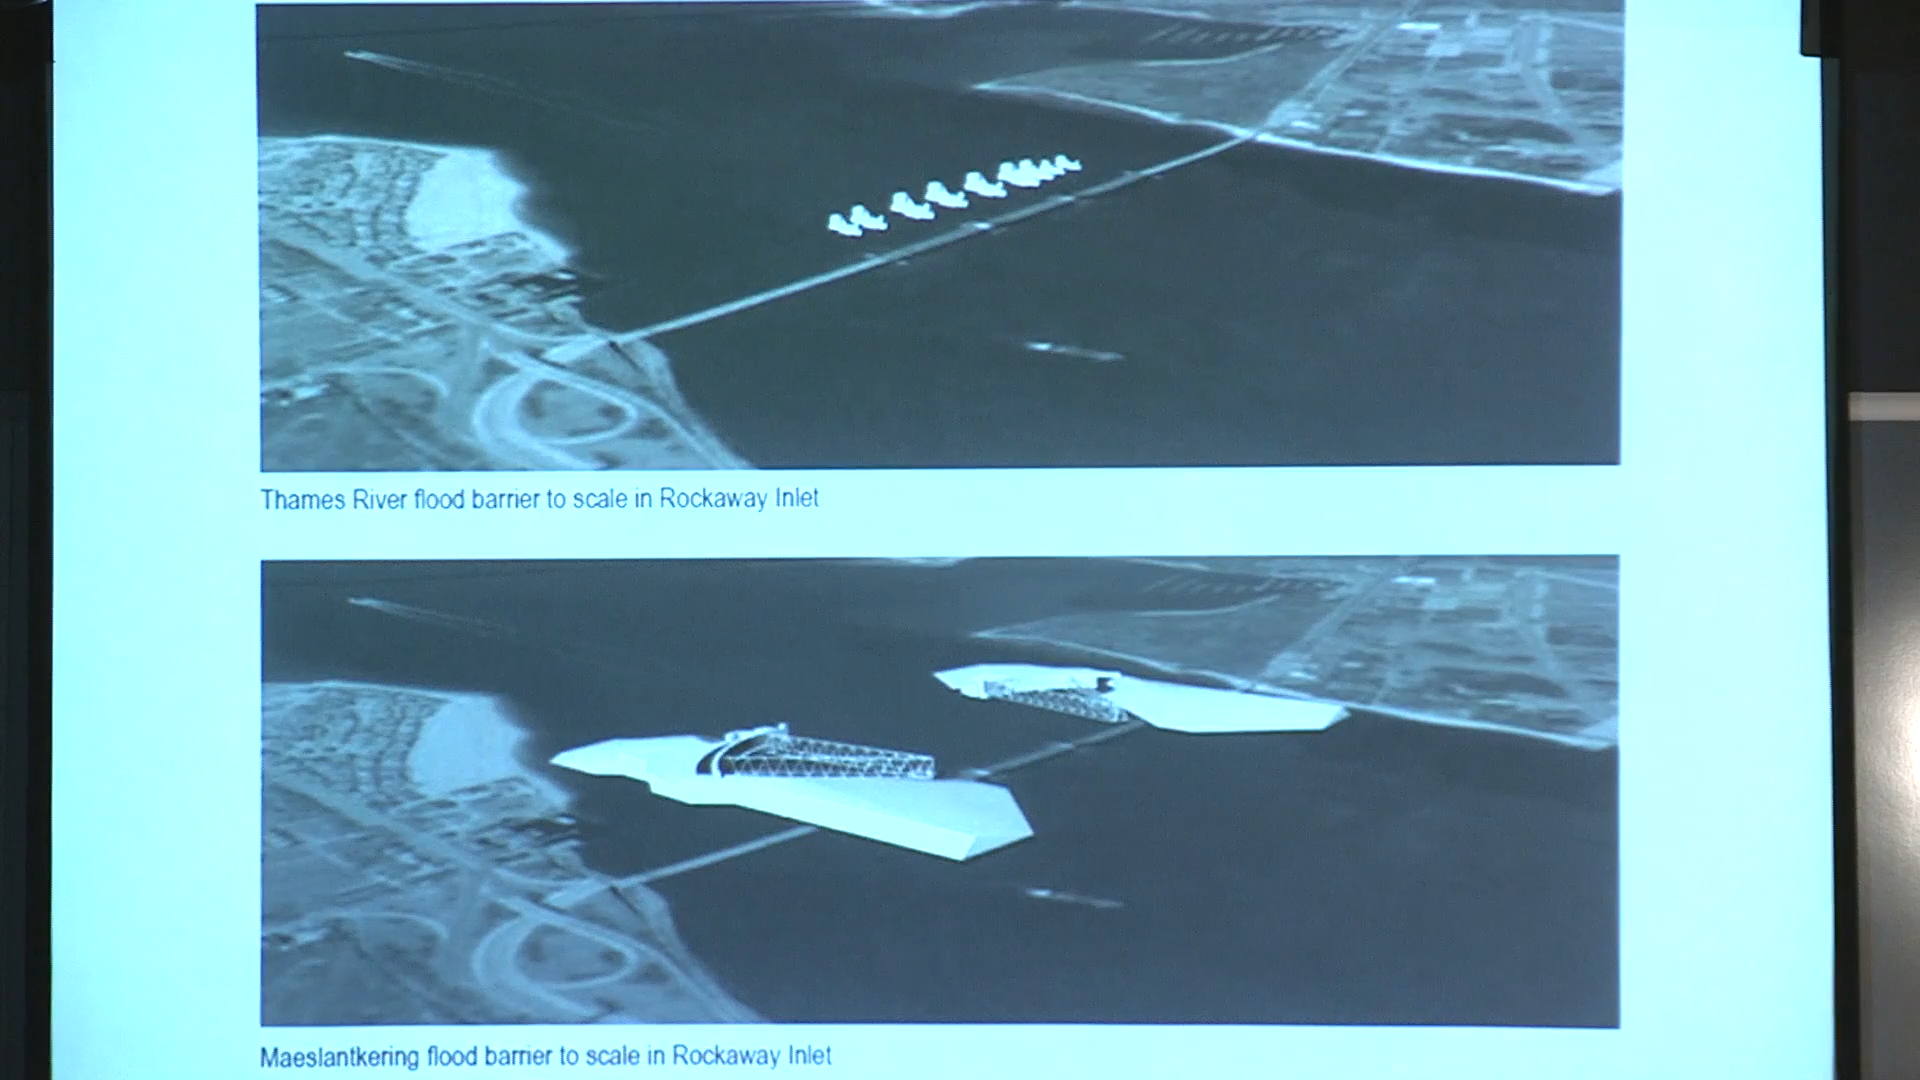 Thames River flood barrier to scale in Rockaway Inlet
Maeslantkering flood barrier to scale in Rockaway Inlet